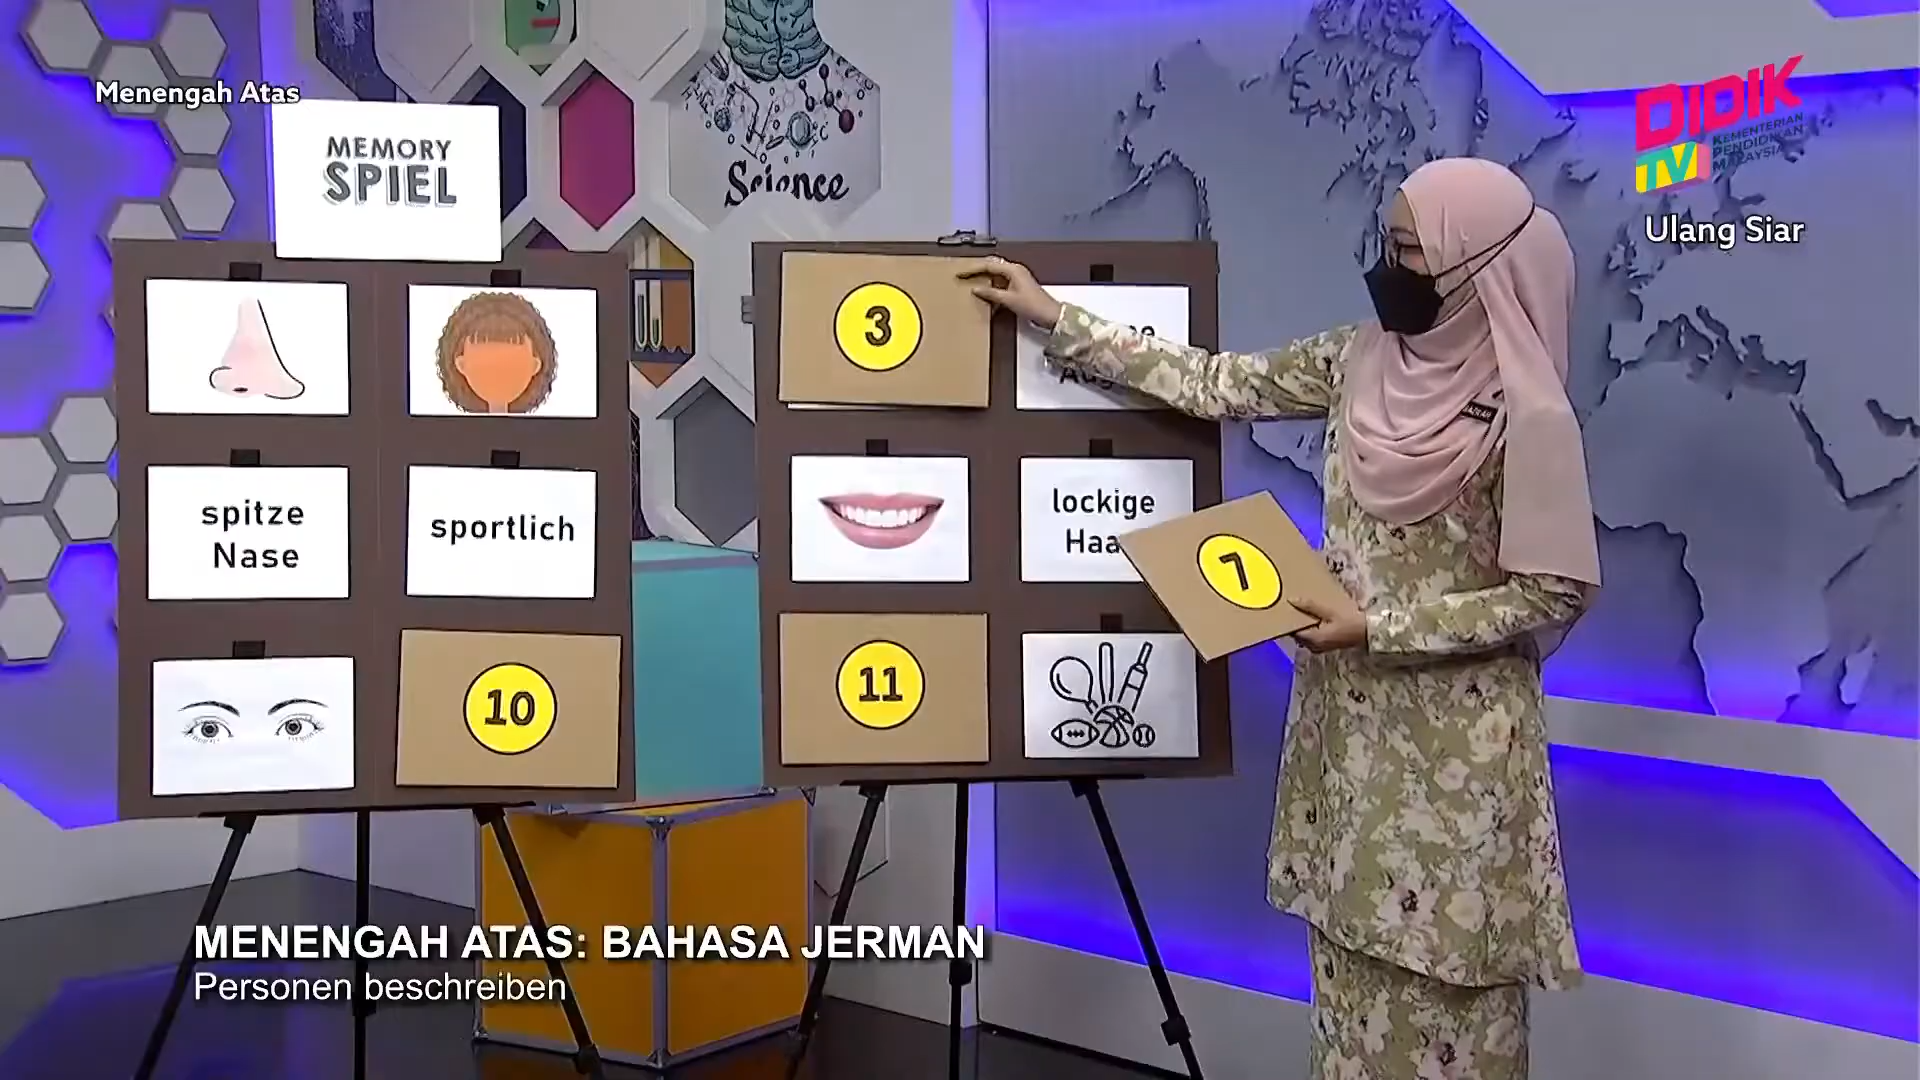 Menengah Atas
MEMORY
SPIEL
Science
DIDIK
TV
KEMENTERIAN
PENDIDIKAN
MALAYSIA
Ulang Siar
3
spitze
Nase
sportlich
lockige
7
10
11
MENENGAH ATAS: BAHASA JERMAN
Personen beschreiben